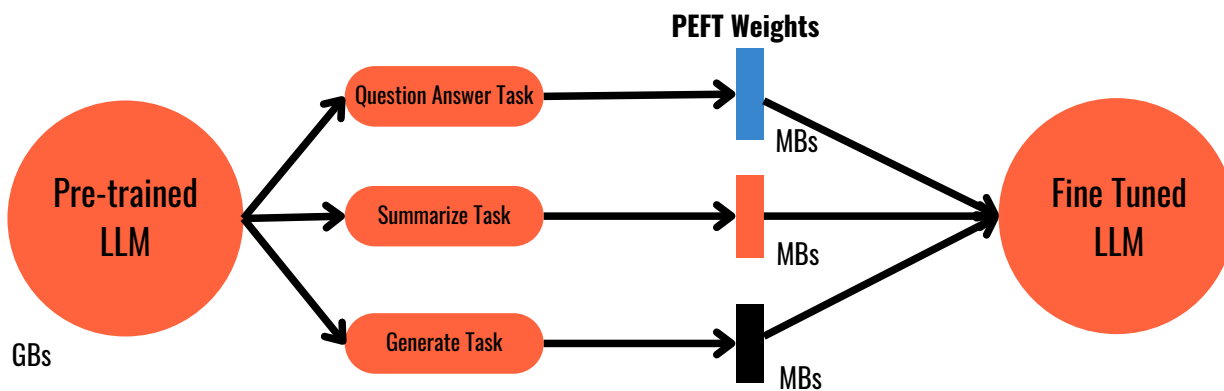 PEFT Weights
Question Answer Task
MBs
Pre-trained
LLM
Summarize Task
MBs
Fine Tuned
LLM
Generate Task
MBs
GBs